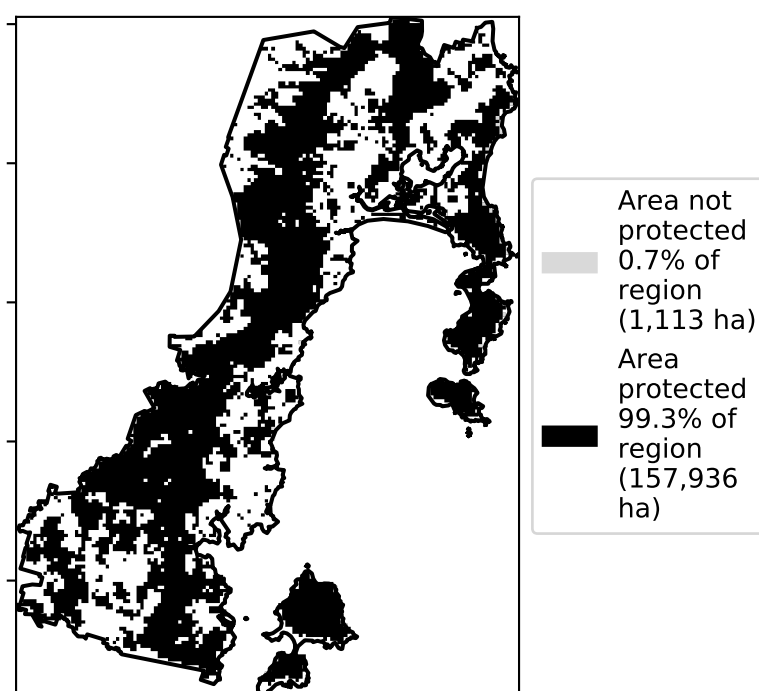 Area not
protected
0.7% of
region
(1,113 ha)
Area
protected
99.3% of
region
(157,936
ha)